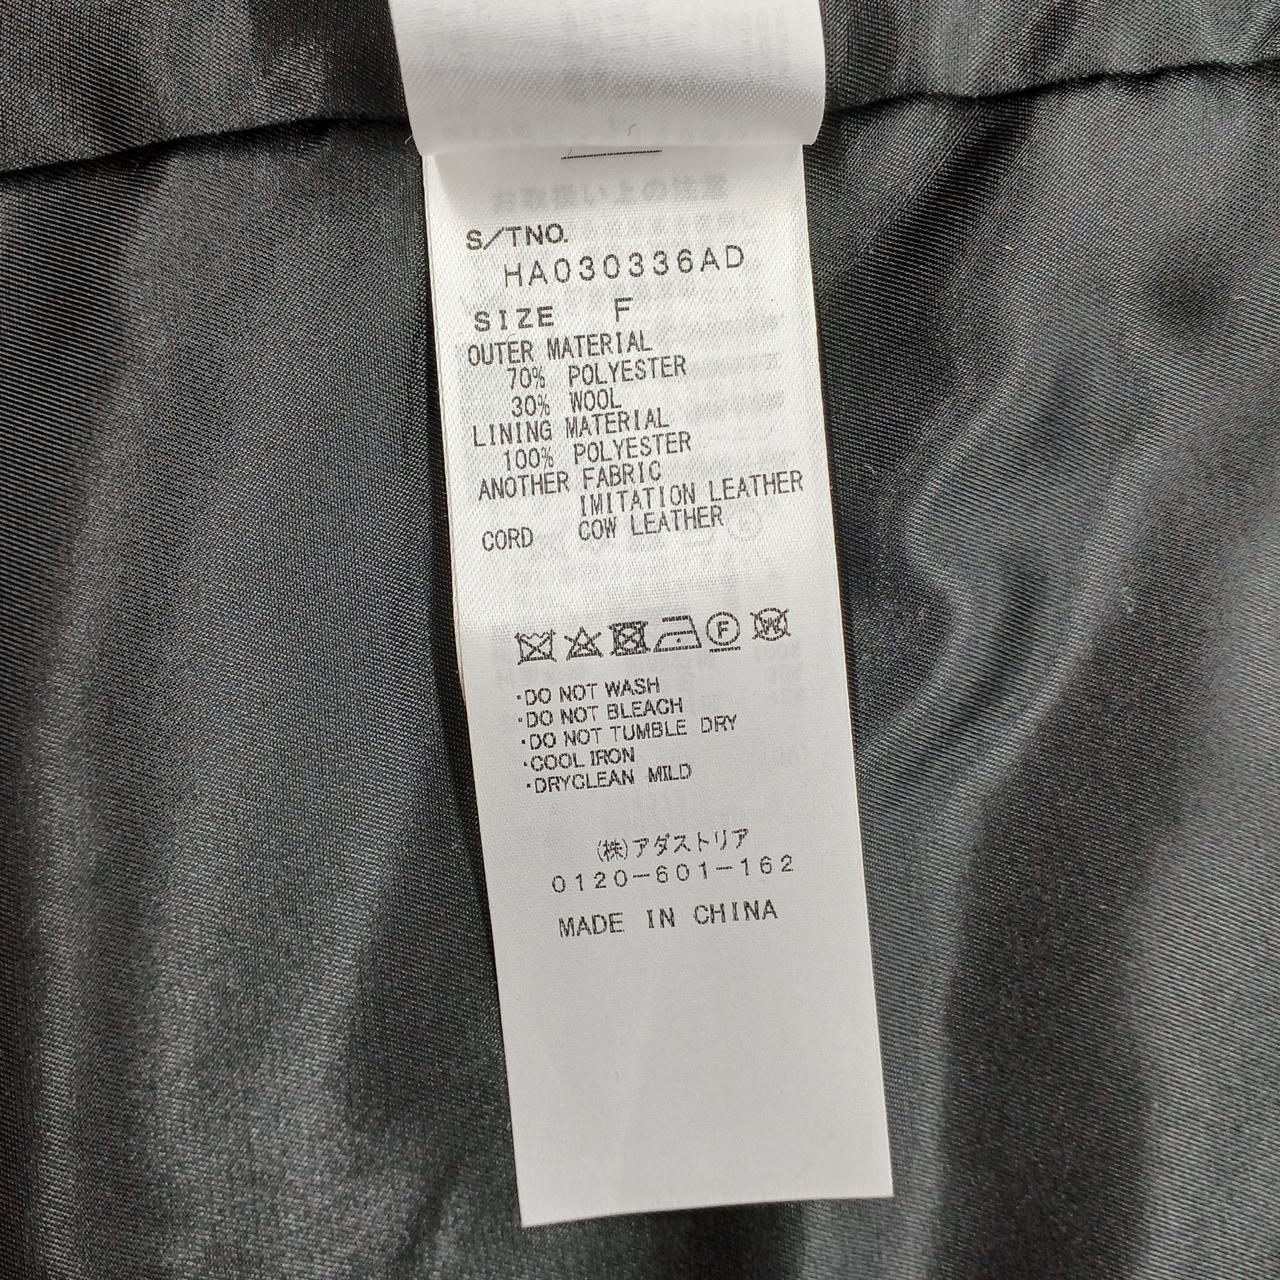 S/TNO.
HA030336AD
SIZE F
OUTER MATERIAL
70% POLYESTER
30% WOOL
LINING MATERIAL
100% POLYESTER
ANOTHER FABRIC
IMITATION LEATHER
CORD COW LEATHER
F W
・DO NOT WASH
・DO NOT BLEACH
・DO NOT TUMBLE DRY
・COOL IRON
・DRYCLEAN MILD
(株)アダストリア
0120-601-162
MADE IN CHINA